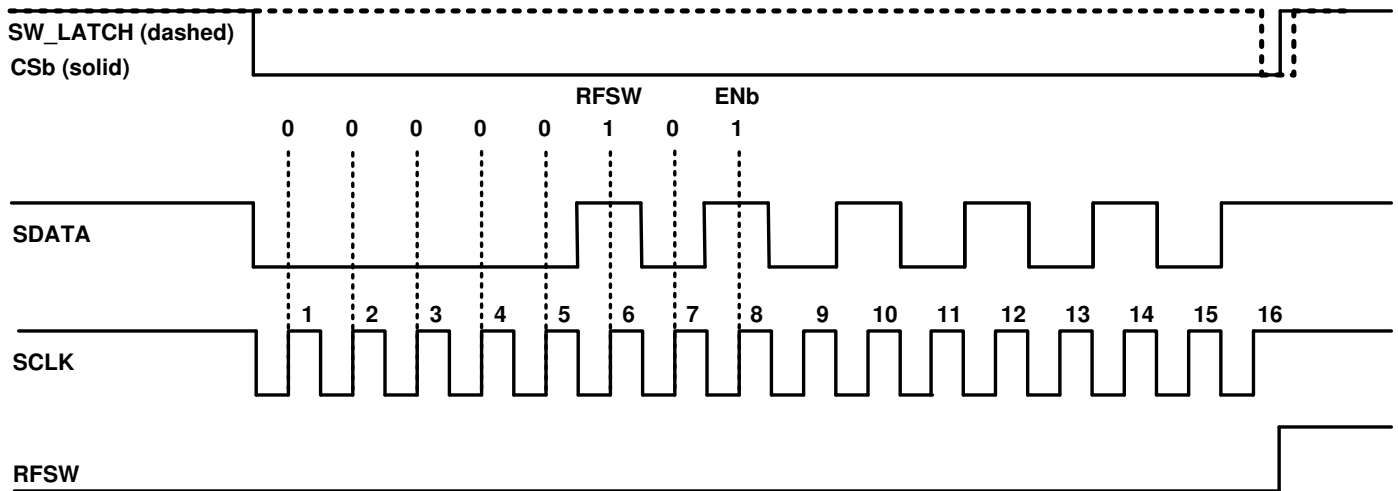 SW_LATCH (dashed)
CSb (solid)
RFSW ENb
0 0 0 0 0 1 0 1
SDATA
1 2 3 4 5 6 7 8 9 10 11 12 13 14 15 16
SCLK
RFSW